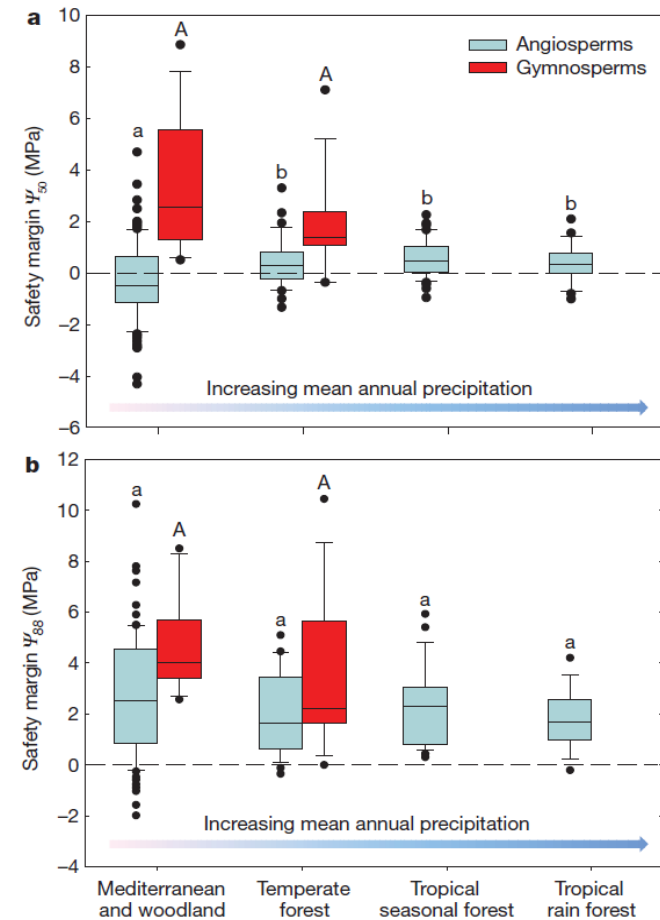 a
10
8
6
4
2
0
−2
−4
−6
Safety margin Ψ50 (MPa)
Angiosperms
Gymnosperms
a
A
b
A
b
b
Increasing mean annual precipitation
b
12
10
8
6
4
2
0
−2
−4
Safety margin Ψ88 (MPa)
a
A
a
A
a
a
Increasing mean annual precipitation
Mediterranean
and woodland
Temperate
forest
Tropical
seasonal forest
Tropical
rain forest